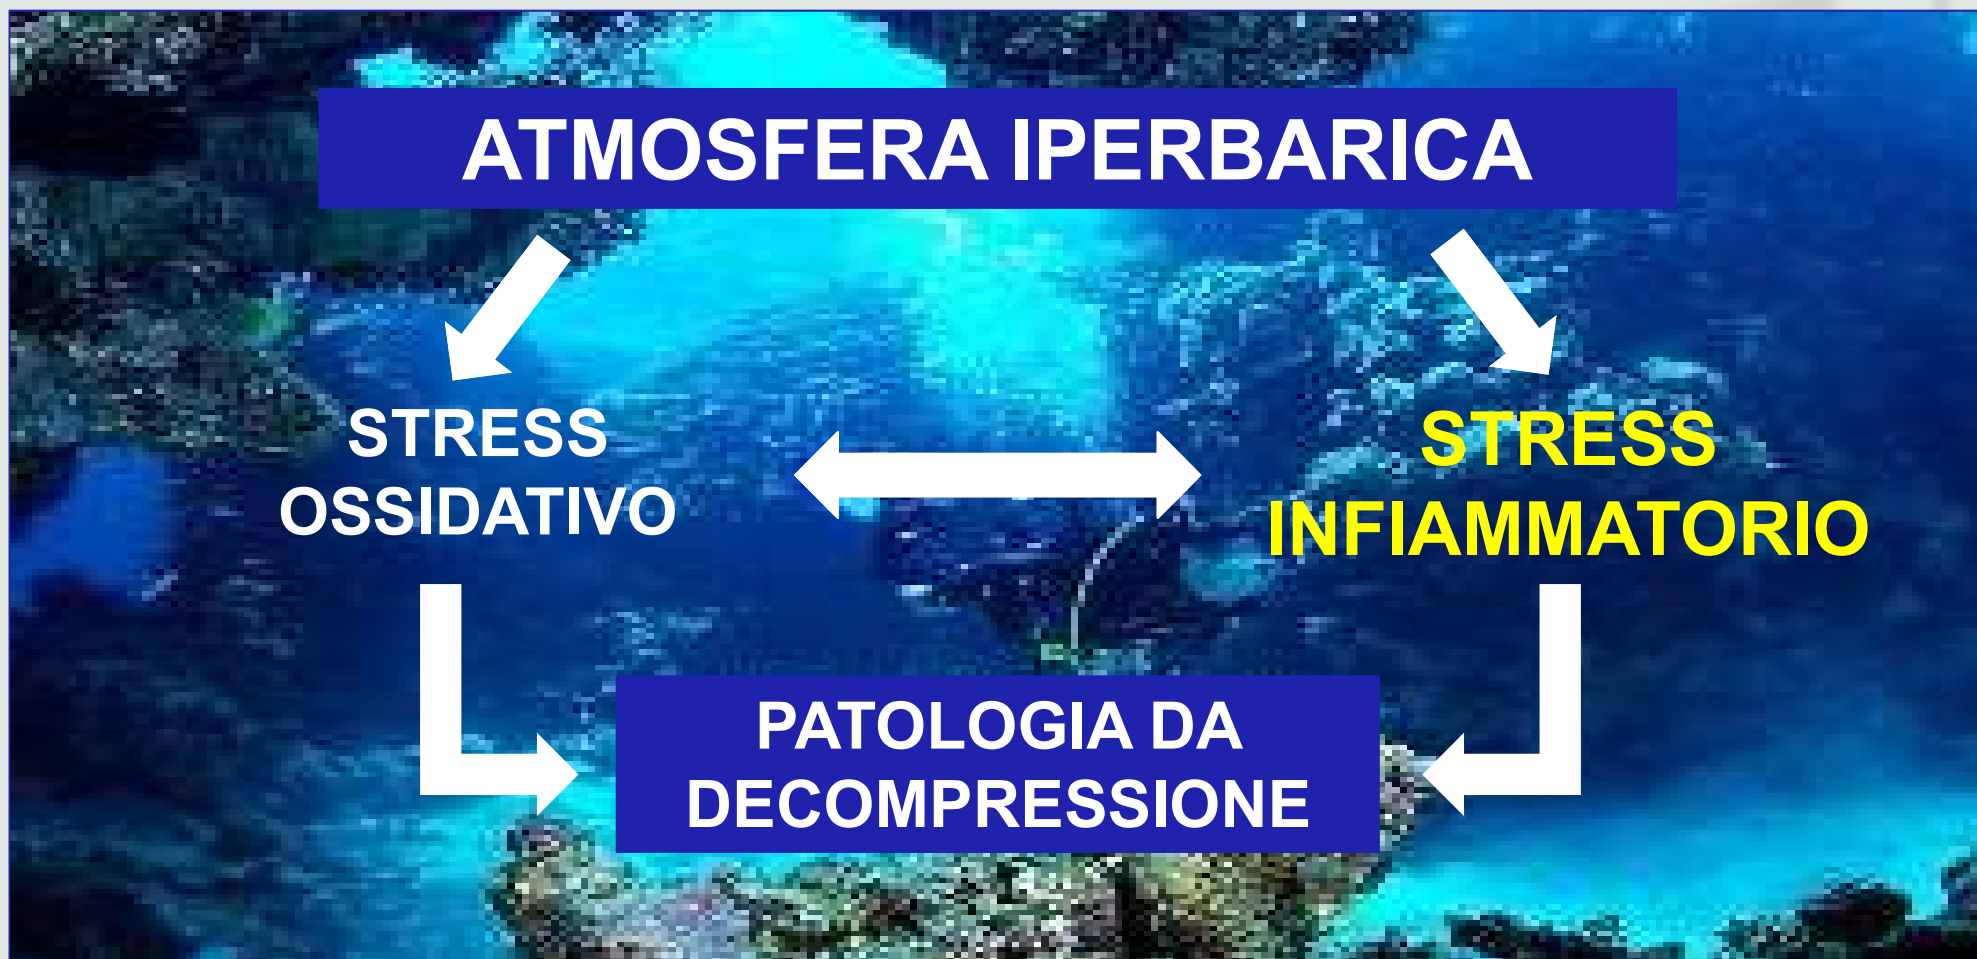 ATMOSFERA IPERBARICA
STRESS
OSSIDATIVO
STRESS
INFIAMMATORIO
PATOLOGIA DA
DECOMPRESSIONE